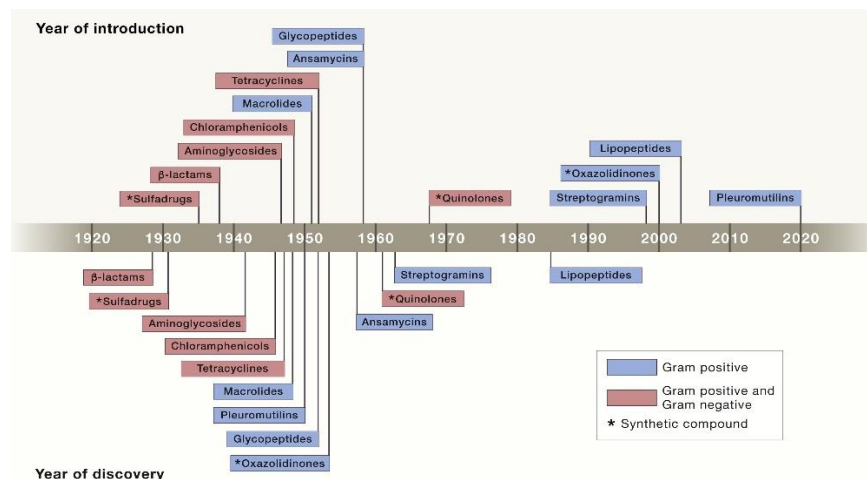 Year of introduction
Glycopeptides
Ansamycins
Tetracyclines
Macrolides
Chloramphenicols
Aminoglycosides
Lipopeptides
β-lactams
*Oxazolidinones
*Sulfadrugs
*Quinolones
Streptogramins
Pleuromutilins
1920 1930 1940 1950 1960 1970 1980 1990 2000 2010 2020
β-lactams
Streptogramins
Lipopeptides
*Sulfadrugs
*Quinolones
Aminoglycosides
Ansamycins
Chloramphenicols
Tetracyclines
Macrolides
Pleuromutilins
Glycopeptides
*Oxazolidinones
Gram positive
Gram positive and
Gram negative
* Synthetic compound
Year of discovery